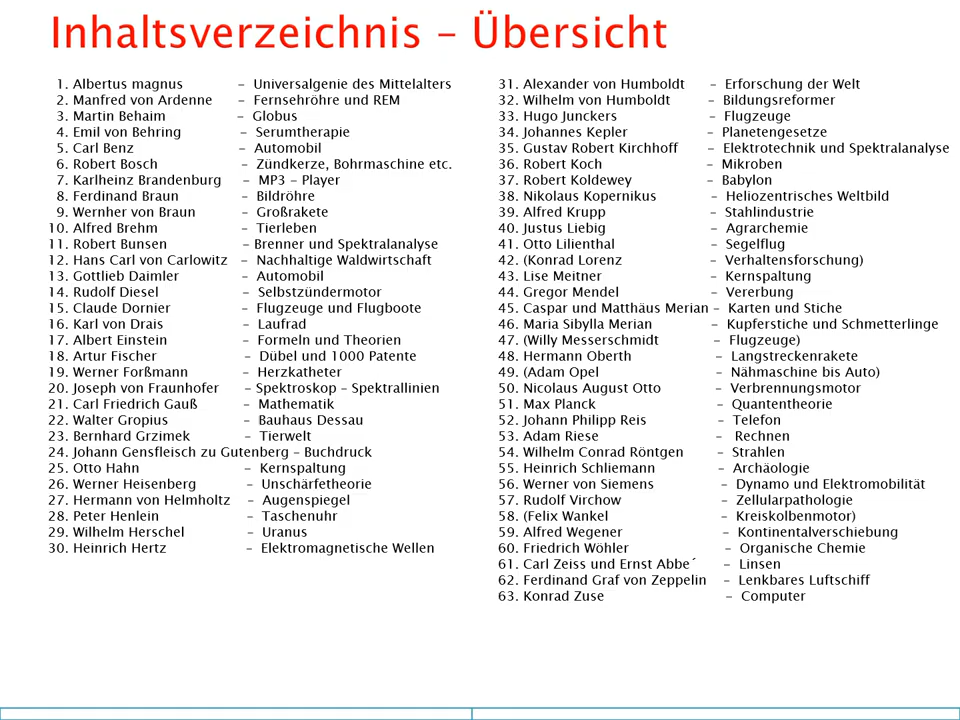 Inhaltsverzeichnis – Übersicht
1. Albertus magnus – Universalgenie des Mittelalters
2. Manfred von Ardenne – Fernsehröhre und REM
3. Martin Behaim – Globus
4. Emil von Behring – Serumtherapie
5. Carl Benz – Automobil
6. Robert Bosch – Zündkerze, Bohrmaschine etc.
7. Karlheinz Brandenburg – MP3 – Player
8. Ferdinand Braun – Bildröhre
9. Wernher von Braun – Großrakete
10. Alfred Brehm – Tierleben
11. Robert Bunsen – Brenner und Spektralanalyse
12. Hans Carl von Carlowitz – Nachhaltige Waldwirtschaft
13. Gottlieb Daimler – Automobil
14. Rudolf Diesel – Selbstzündermotor
15. Claude Dornier – Flugzeuge und Flugboote
16. Karl von Drais – Laufrad
17. Albert Einstein – Formeln und Theorien
18. Artur Fischer – Dübel und 1000 Patente
19. Werner Forßmann – Herzkatheter
20. Joseph von Fraunhofer – Spektroskop – Spektrallinien
21. Carl Friedrich Gauß – Mathematik
22. Walter Gropius – Bauhaus Dessau
23. Bernhard Grzimek – Tierwelt
24. Johann Gensfleisch zu Gutenberg – Buchdruck
25. Otto Hahn – Kernspaltung
26. Werner Heisenberg – Unschärfetheorie
27. Hermann von Helmholtz – Augenspiegel
28. Peter Henlein – Taschenuhr
29. Wilhelm Herschel – Uranus
30. Heinrich Hertz – Elektromagnetische Wellen
31. Alexander von Humboldt – Erforschung der Welt
32. Wilhelm von Humboldt – Bildungsreformer
33. Hugo Junckers – Flugzeuge
34. Johannes Kepler – Planetengesetze
35. Gustav Robert Kirchhoff – Elektrotechnik und Spektralanalyse
36. Robert Koch – Mikroben
37. Robert Koldewey – Babylon
38. Nikolaus Kopernikus – Heliozentrisches Weltbild
39. Alfred Krupp – Stahlindustrie
40. Justus Liebig – Agrarchemie
41. Otto Lilienthal – Segelflug
42. (Konrad Lorenz – Verhaltensforschung)
43. Lise Meitner – Kernspaltung
44. Gregor Mendel – Vererbung
45. Caspar und Matthäus Merian – Karten und Stiche
46. Maria Sibylla Merian – Kupferstiche und Schmetterlinge
47. (Willy Messerschmidt – Flugzeuge)
48. Hermann Oberth – Langstreckenrakete
49. (Adam Opel – Nähmaschine bis Auto)
50. Nicolaus August Otto – Verbrennungsmotor
51. Max Planck – Quantentheorie
52. Johann Philipp Reis – Telefon
53. Adam Riese – Rechnen
54. Wilhelm Conrad Röntgen – Strahlen
55. Heinrich Schliemann – Archäologie
56. Werner von Siemens – Dynamo und Elektromobilität
57. Rudolf Virchow – Zellularpathologie
58. (Felix Wankel – Kreiskolbenmotor)
59. Alfred Wegener – Kontinentalverschiebung
60. Friedrich Wöhler – Organische Chemie
61. Carl Zeiss und Ernst Abbe´ – Linsen
62. Ferdinand Graf von Zeppelin – Lenkbares Luftschiff
63. Konrad Zuse – Computer